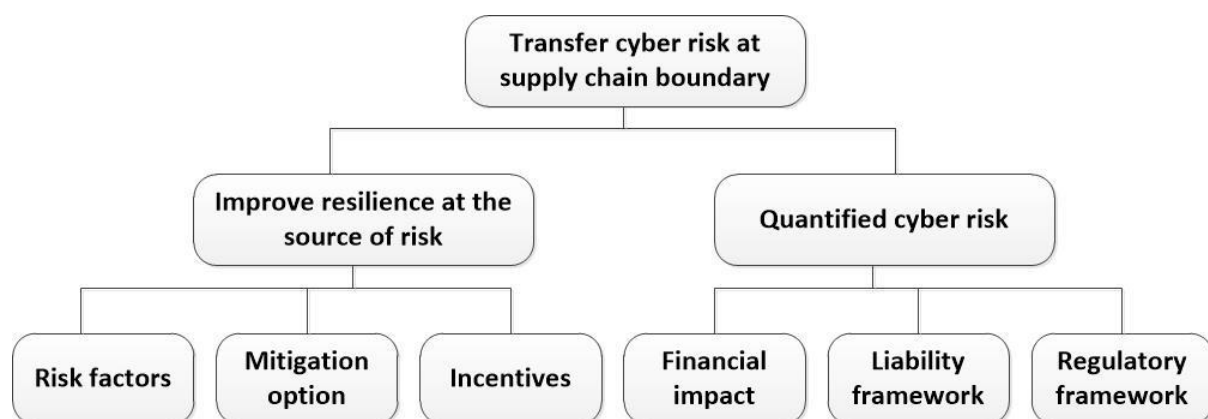 Transfer cyber risk at
supply chain boundary
Improve resilience at the
source of risk
Quantified cyber risk
Risk factors
Mitigation
option
Incentives
Financial
impact
Liability
framework
Regulatory
framework